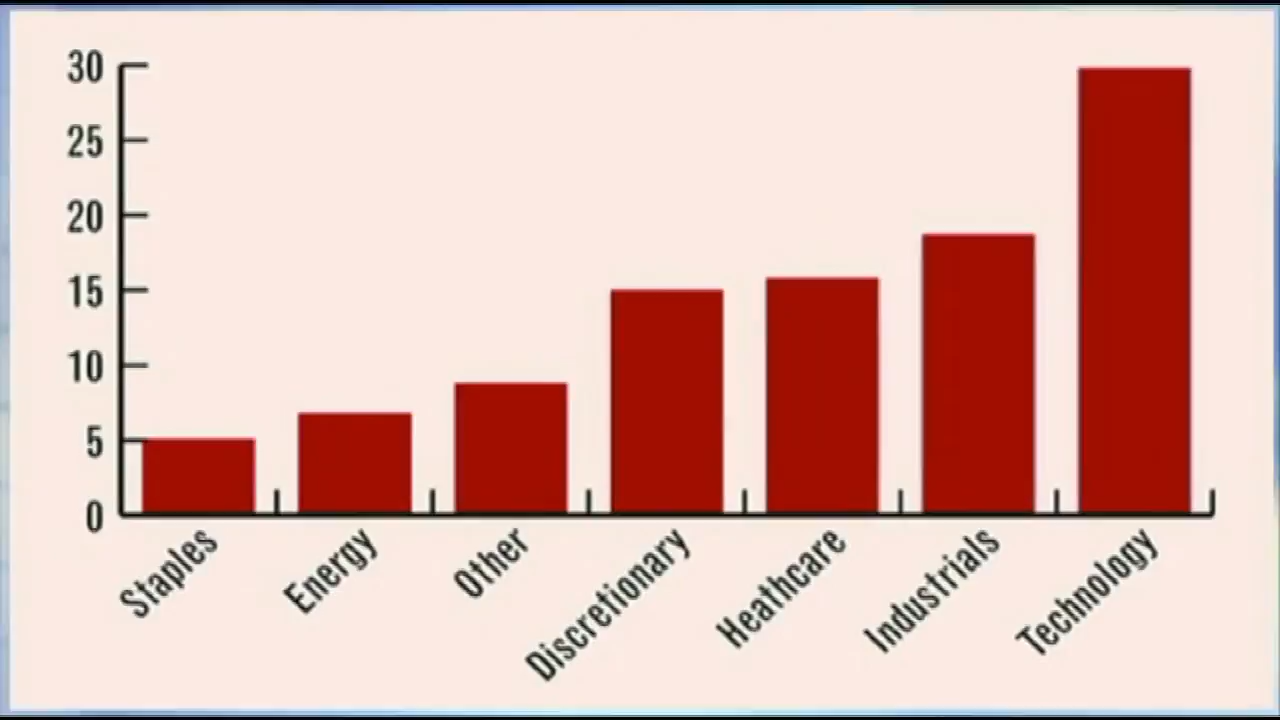 30
25
20
15
10
5
0
Staples
Energy
Other
Discretionary
Heathcare
Industrials
Technology